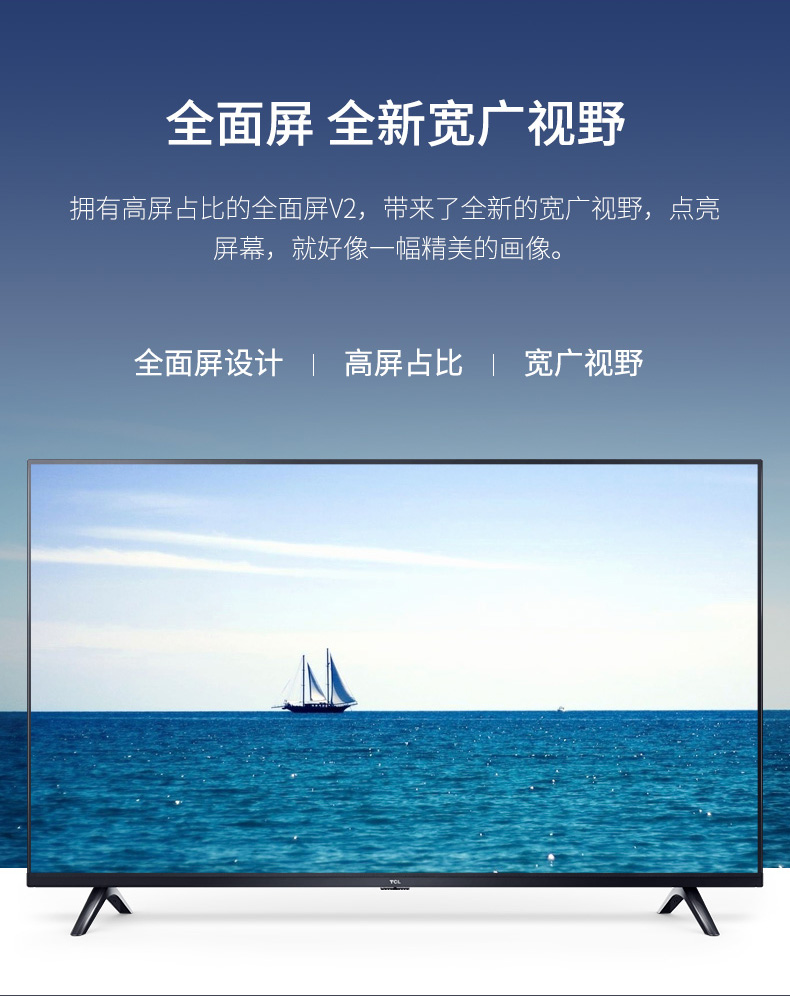 全面屏 全新宽广视野
拥有高屏占比的全面屏V2，带来了全新的宽广视野，点亮
屏幕，就好像一幅精美的画像。
全面屏设计 | 高屏占比 | 宽广视野
TCL